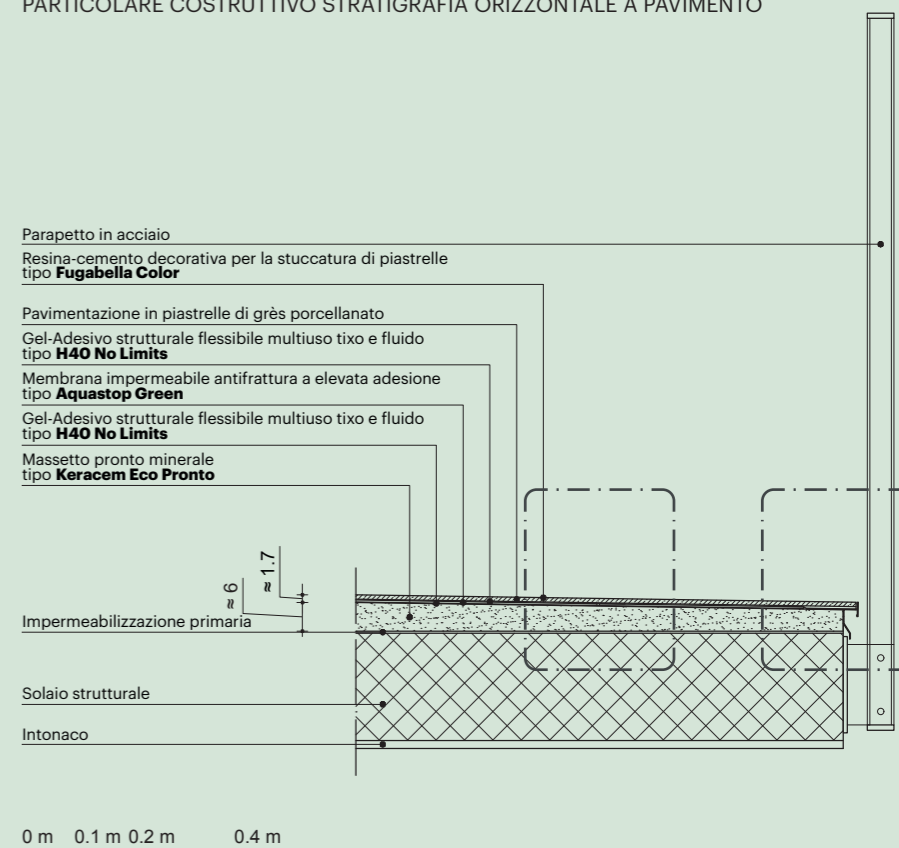 PARTICOLARE COSTRUTTIVO STRATIGRAFIA ORIZZONTALE A PAVIMENTO
Parapetto in acciaio
Resina-cemento decorativa per la stuccatura di piastrelle
tipo Fugabella Color
Pavimentazione in piastrelle di grès porcellanato
Gel-Adesivo strutturale flessibile multiuso tixo e fluido
tipo H40 No Limits
Membrana impermeabile antifrattura a elevata adesione
tipo Aquastop Green
Gel-Adesivo strutturale flessibile multiuso tixo e fluido
tipo H40 No Limits
Massetto pronto minerale
tipo Keracem Eco Pronto
≈ 1.7
≈ 6
Impermeabilizzazione primaria
Solaio strutturale
Intonaco
0 m 0.1 m 0.2 m 0.4 m